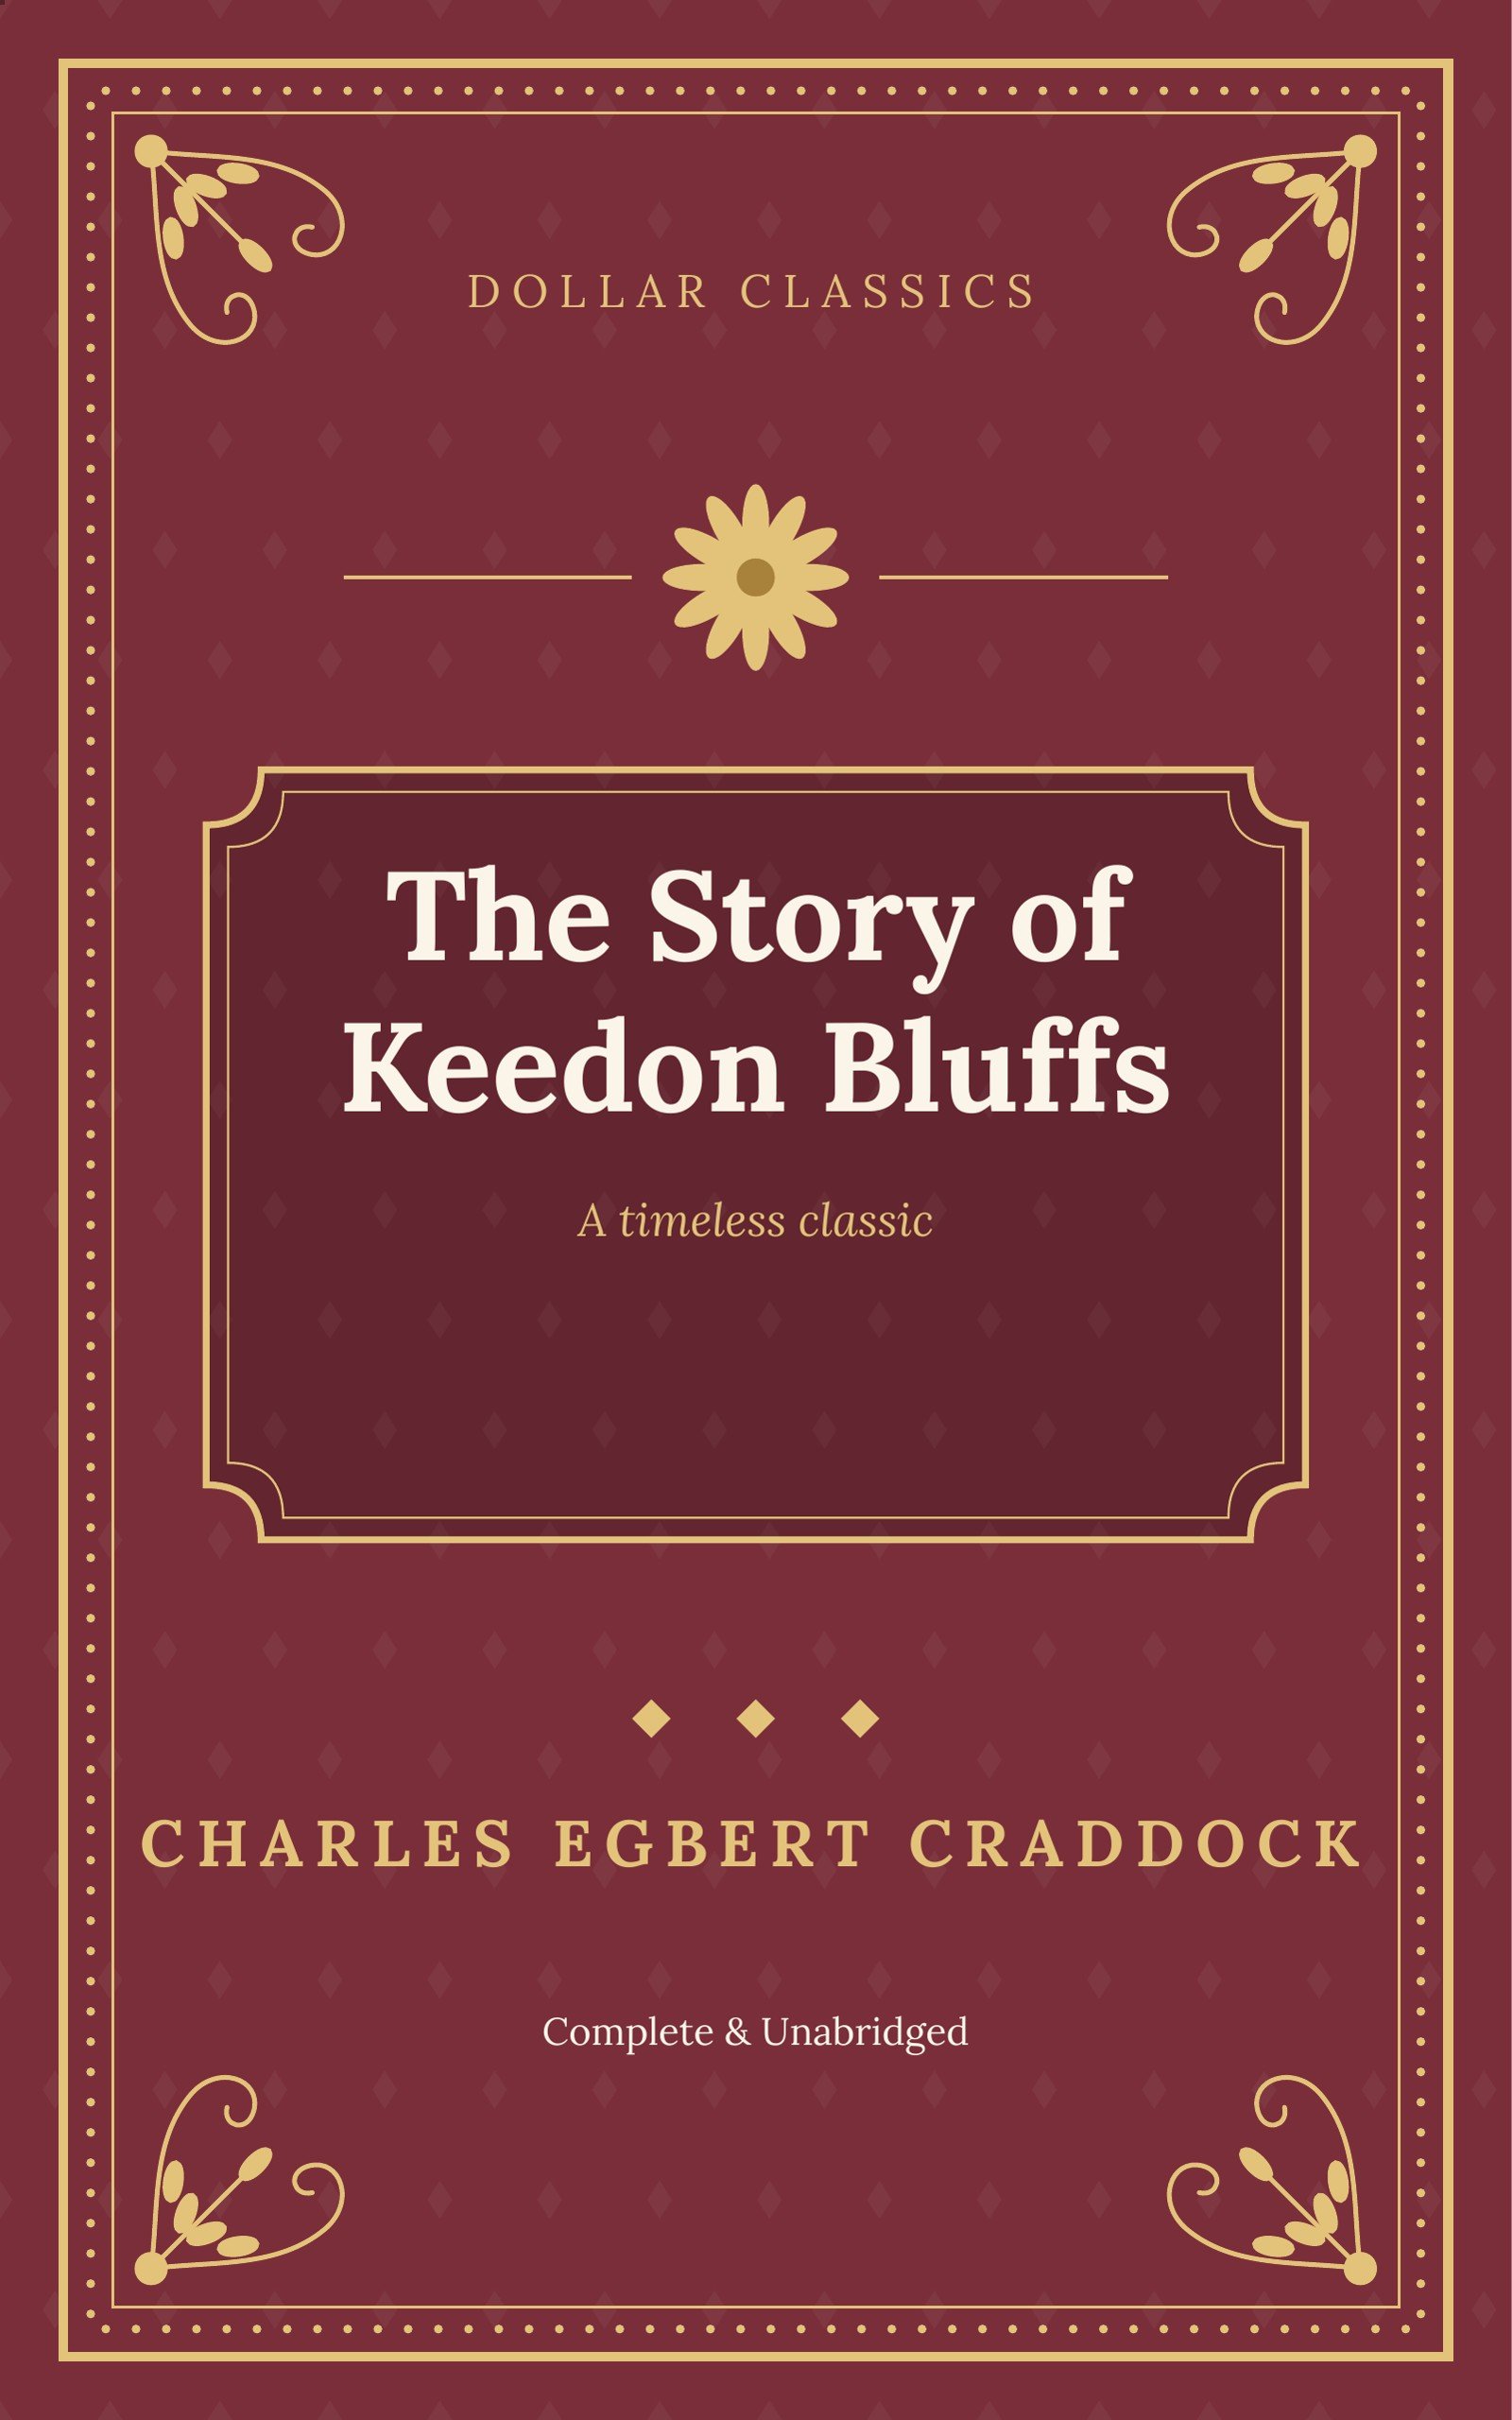 DOLLAR CLASSICS
The Story of
Keedon Bluffs
A timeless classic
CHARLES EGBERT CRADDOCK
Complete & Unabridged